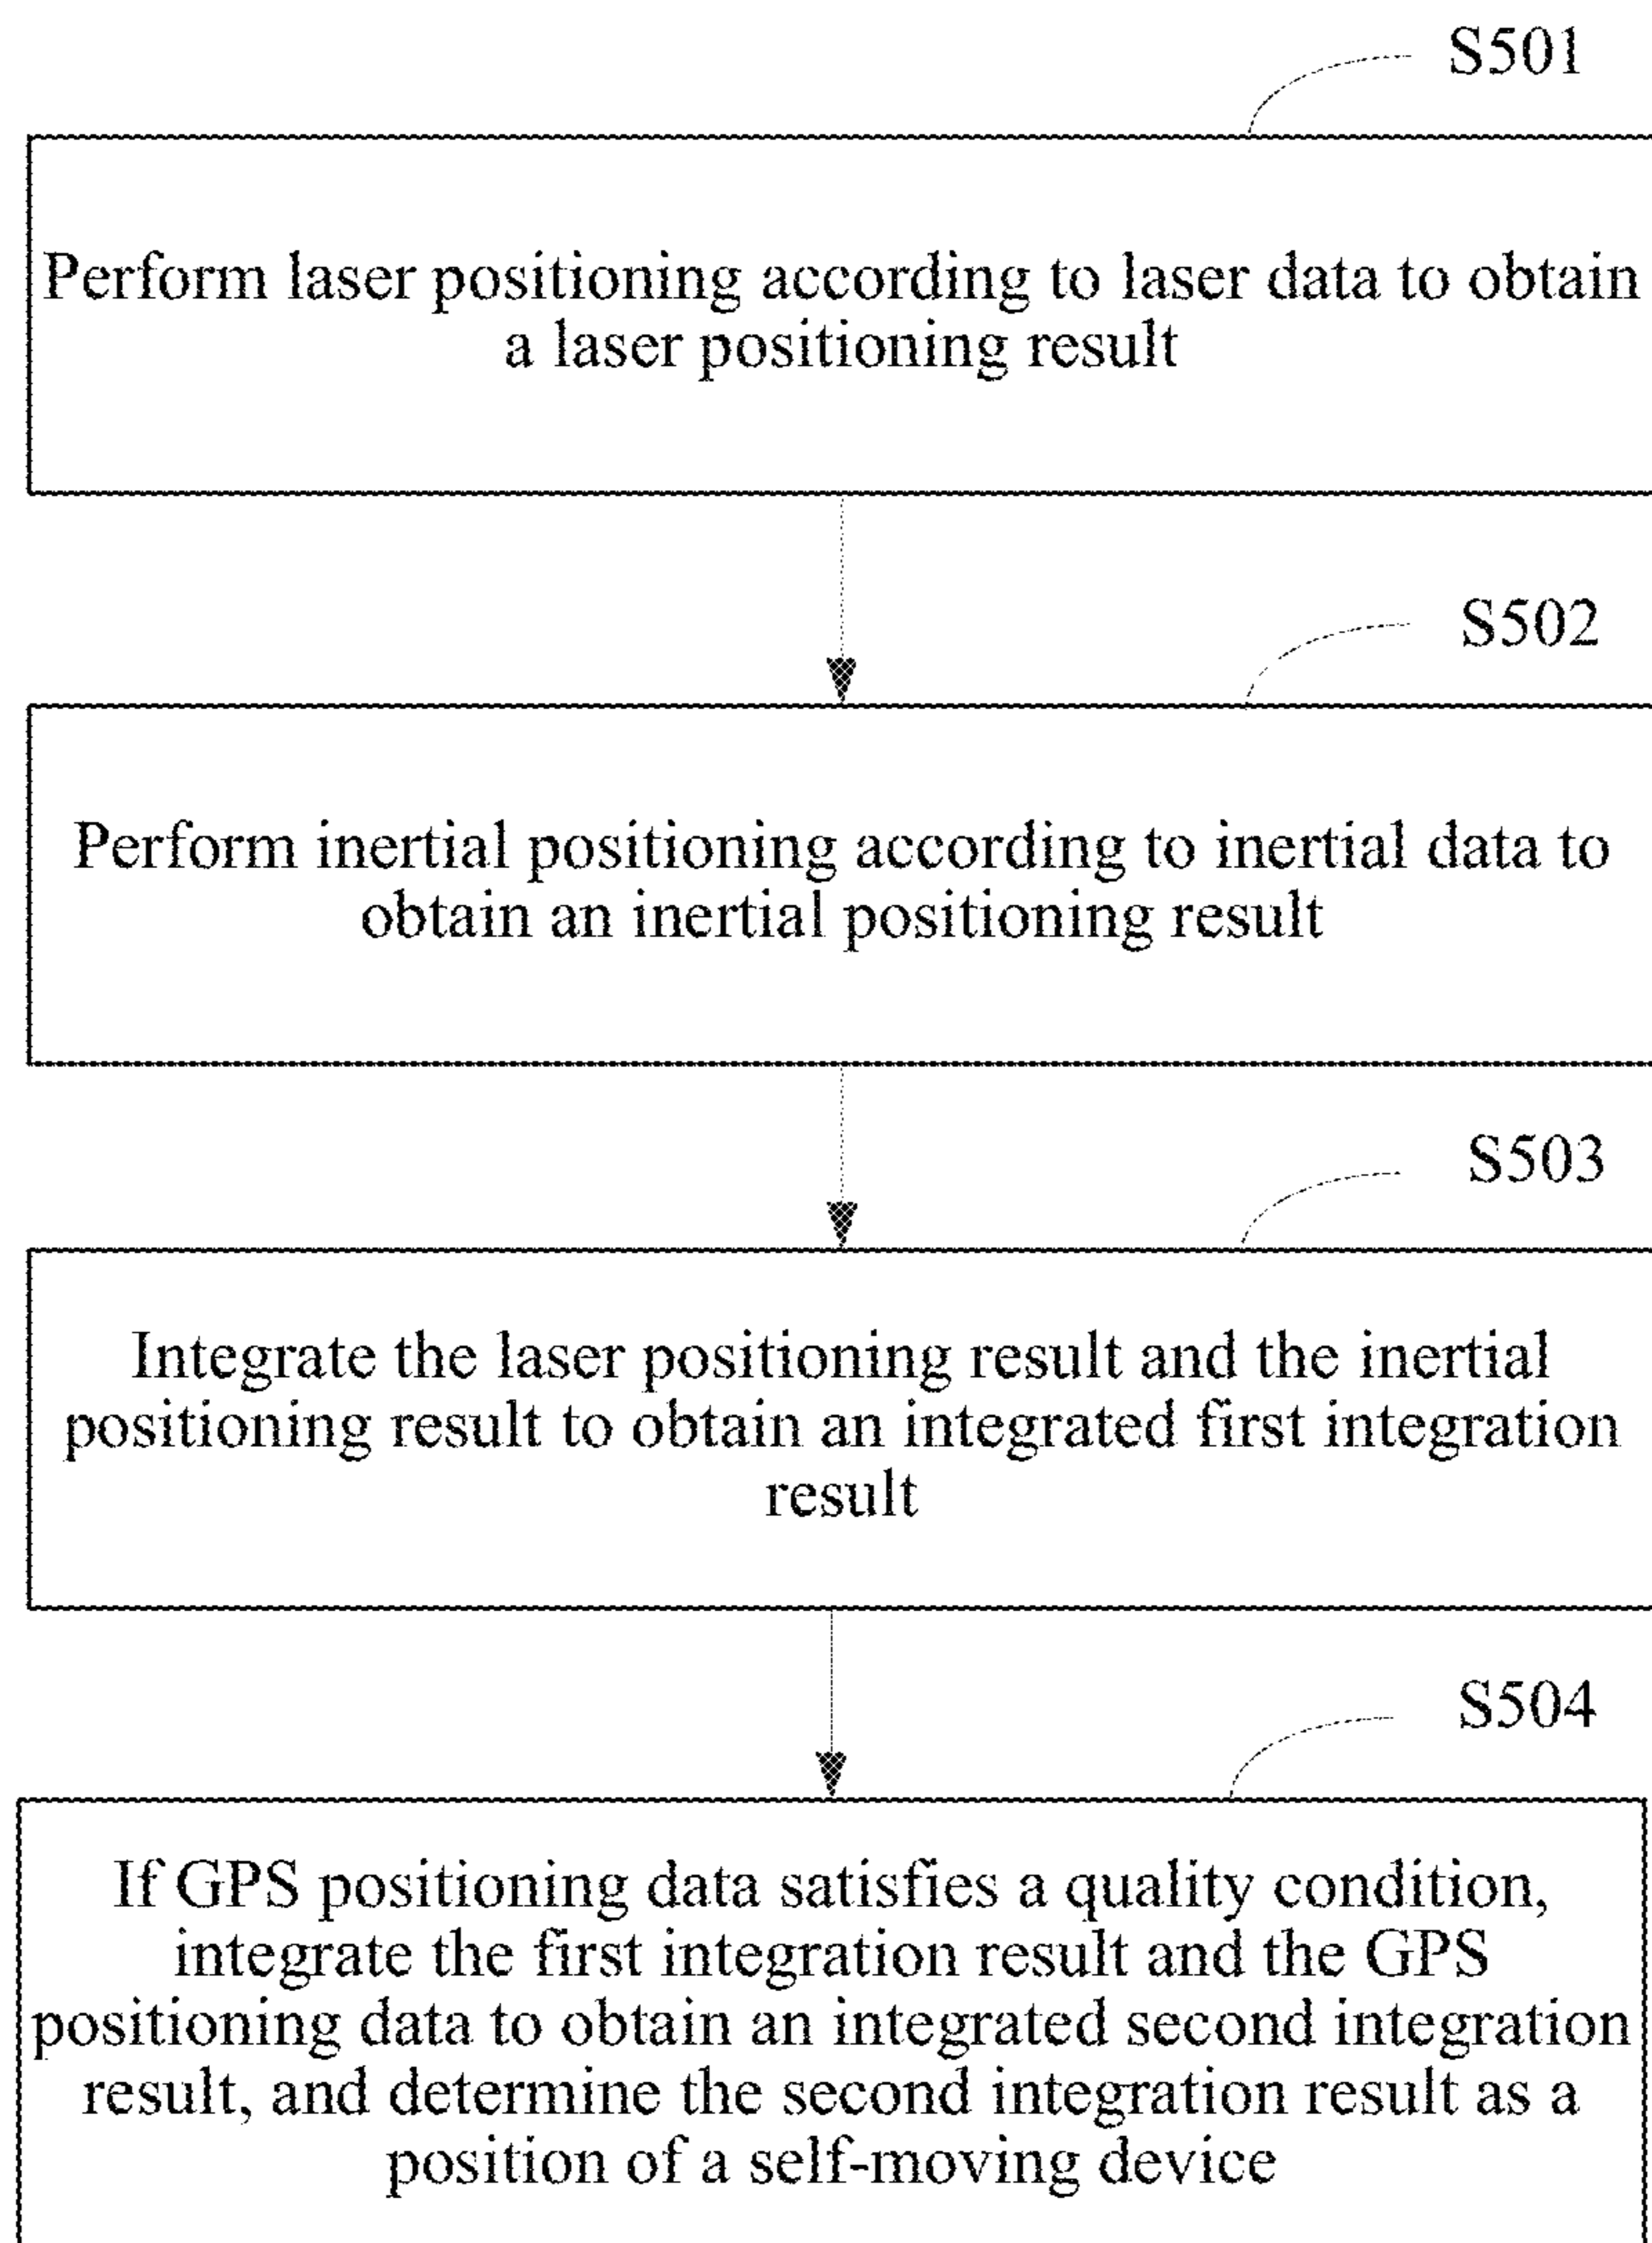 S501
Perform laser positioning according to laser data to obtain
a laser positioning result
S502
Perform inertial positioning according to inertial data to
obtain an inertial positioning result
S503
Integrate the laser positioning result and the inertial
positioning result to obtain an integrated first integration
result
S504
If GPS positioning data satisfies a quality condition,
integrate the first integration result and the GPS
positioning data to obtain an integrated second integration
result, and determine the second integration result as a
position of a self-moving device